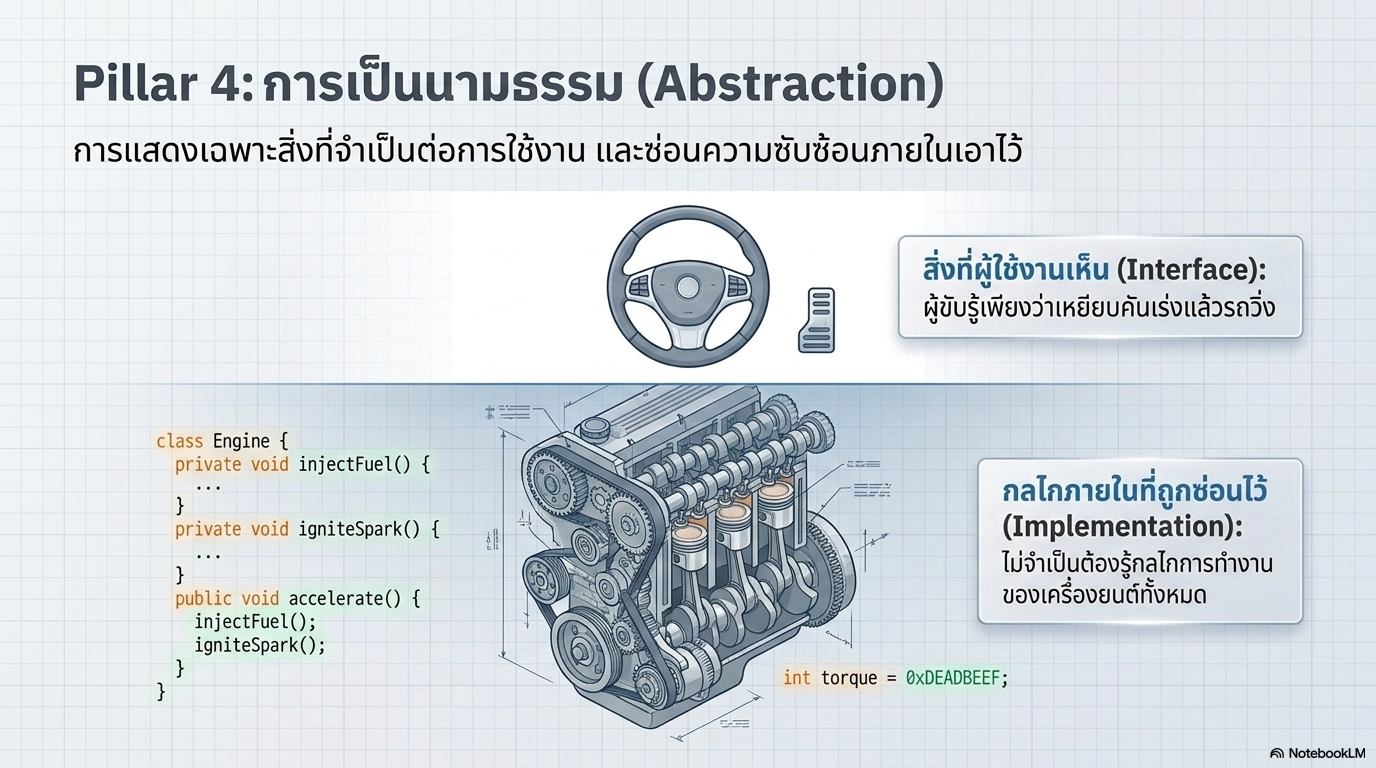 Pillar 4: การเป็นนามธรรม (Abstraction)
การแสดงเฉพาะสิ่งที่จำเป็นต่อการใช้งาน และซ่อนความซับซ้อนภายในเอาไว้
สิ่งที่ผู้ใช้งานเห็น (Interface):
ผู้ขับรู้เพียงว่าเหยียบคันเร่งแล้วรถวิ่ง
class Engine {
  private void injectFuel() {
    ...
  }
  private void igniteSpark() {
    ...
  }
  public void accelerate() {
    injectFuel();
    igniteSpark();
  }
}
กลไกภายในที่ถูกซ่อนไว้
(Implementation):
ไม่จำเป็นต้องรู้กลไกการทำงาน
ของเครื่องยนต์ทั้งหมด
int torque = 0xDEADBEEF;
NotebookLM